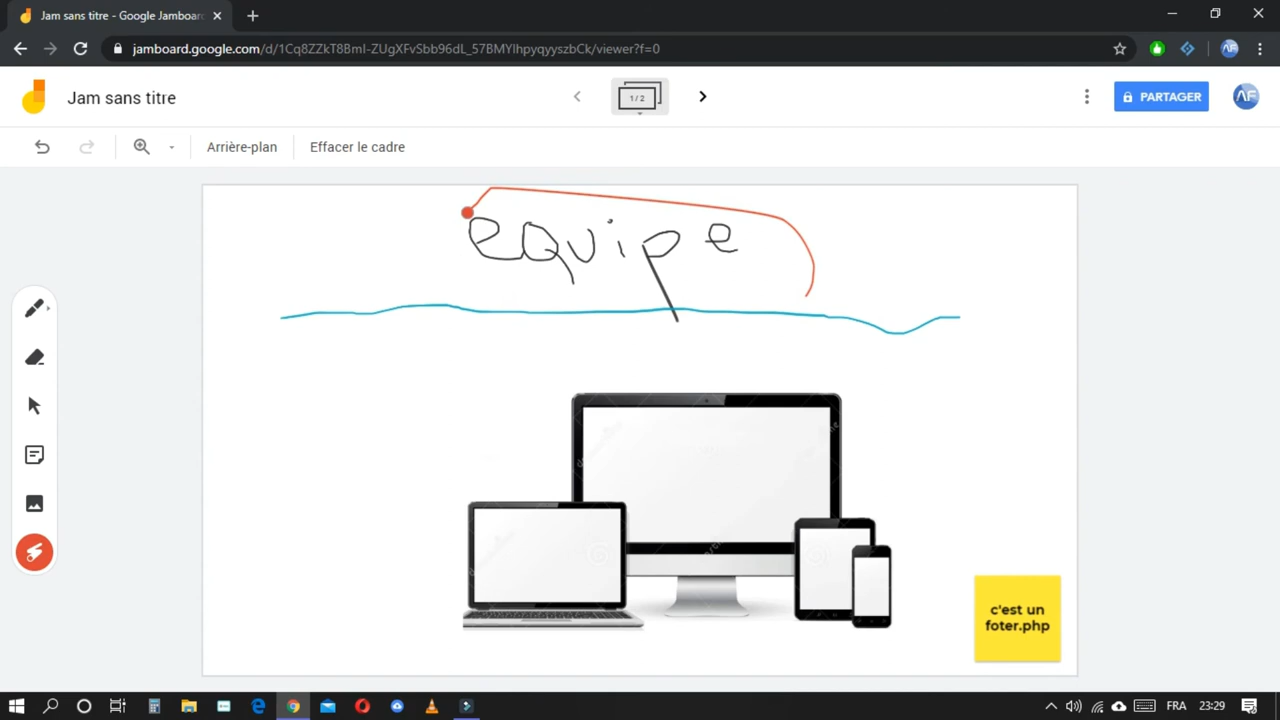 Jam sans titre - Google Jamboard
jamboard.google.com/d/1Cq8ZZkT8BmI-ZUgXFvSbb96dL_57BMYIhpyqyyszbCk/viewer?f=0
Jam sans titre
1 / 2
PARTAGER
AF
Arrière-plan
Effacer le cadre
equipe
c'est un
foter.php
FRA
23:29